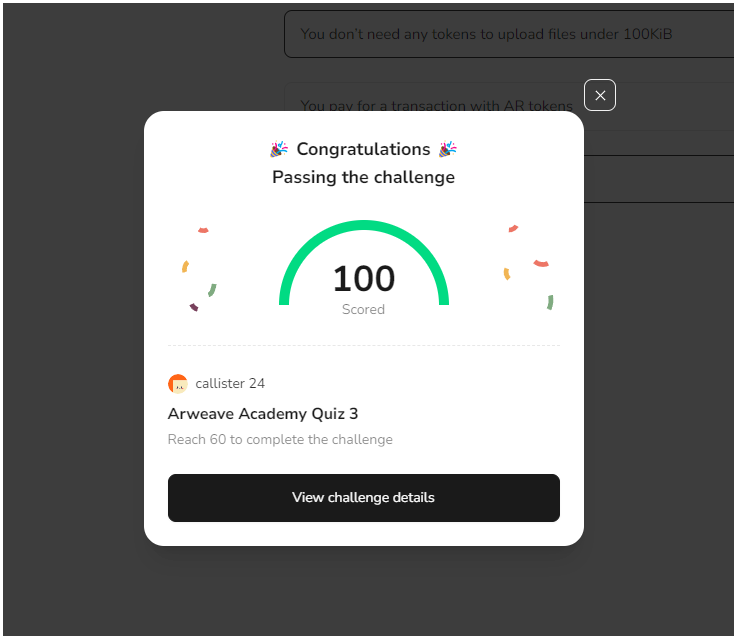 You don't need any tokens to upload files under 100KiB
You pay for a transaction with AR tokens
🎉 Congratulations 🎉
Passing the challenge
100
Scored
callister 24
Arweave Academy Quiz 3
Reach 60 to complete the challenge
View challenge details